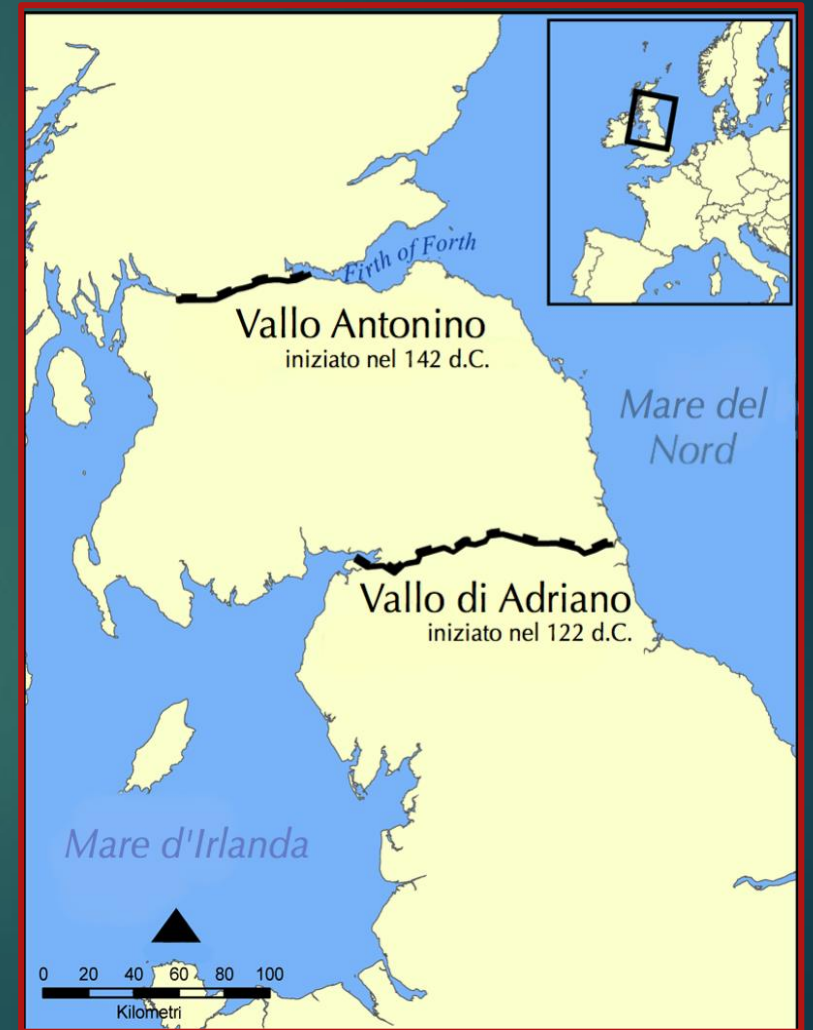 Firth of Forth
Vallo Antonino
iniziato nel 142 d.C.
Mare del
Nord
Vallo di Adriano
iniziato nel 122 d.C.
Mare d'Irlanda
0 20 40 60 80 100
Kilometri